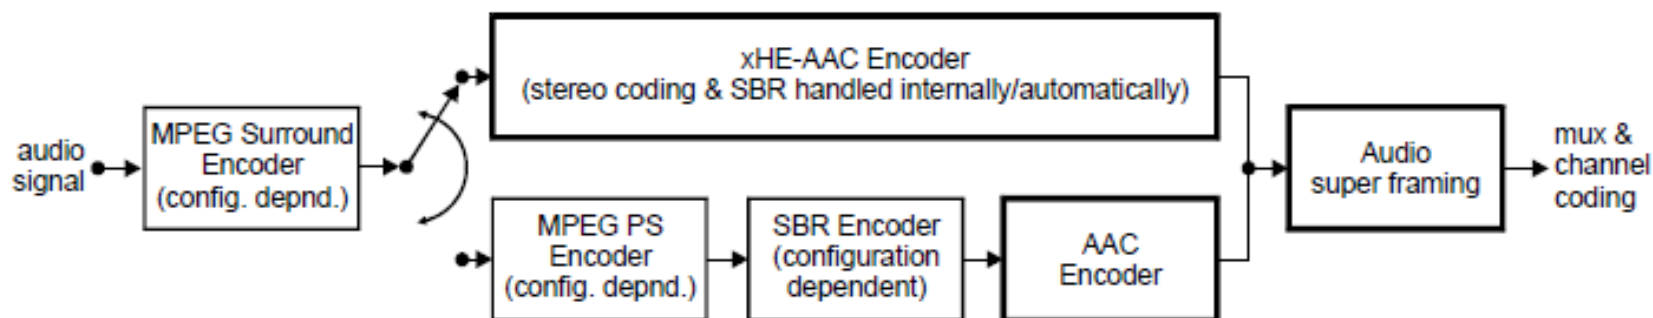 audio
signal
MPEG Surround
Encoder
(config. depnd.)
xHE-AAC Encoder
(stereo coding & SBR handled internally/automatically)
MPEG PS
Encoder
(config. depnd.)
SBR Encoder
(configuration
dependent)
AAC
Encoder
Audio
super framing
mux &
channel
coding